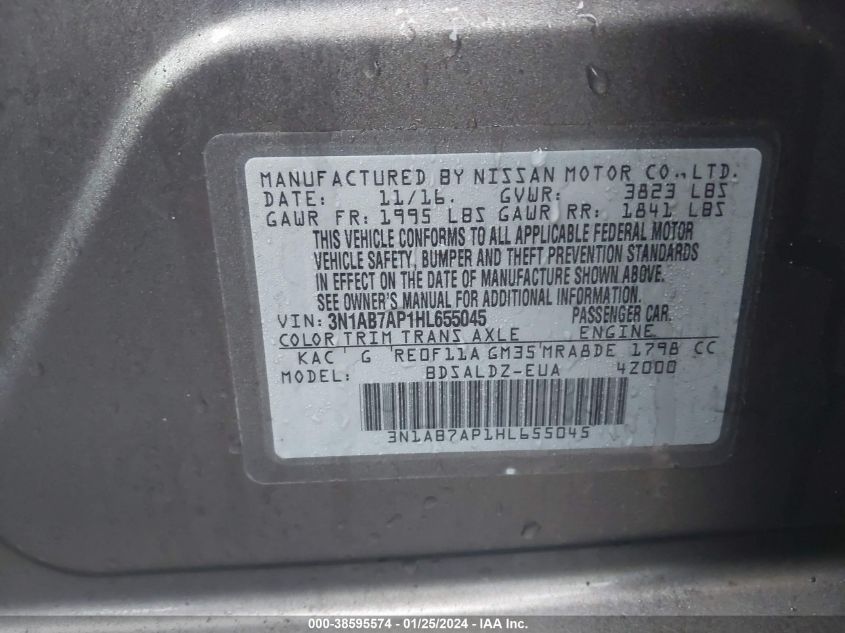 MANUFACTURED BY NISSAN MOTOR CO., LTD.
DATE: 11/16. GVWR: 3823 LBS
GAWR FR: 1995 LBS GAWR RR: 1841 LBS
THIS VEHICLE CONFORMS TO ALL APPLICABLE FEDERAL MOTOR
VEHICLE SAFETY, BUMPER AND THEFT PREVENTION STANDARDS
IN EFFECT ON THE DATE OF MANUFACTURE SHOWN ABOVE.
SEE OWNER'S MANUAL FOR ADDITIONAL INFORMATION.
VIN: 3N1AB7AP1HL655045 PASSENGER CAR.
COLOR TRIM TRANS AXLE ENGINE
KAC G RE0F11A GM35 MRA8DE 1798 CC
MODEL: BDSALDZ-EUA 4Z000
3N1AB7AP1HL655045
000-38595574 - 01/25/2024 - IAA Inc.